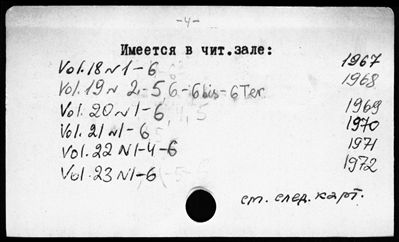 -4-
Имеется в чит.зале:
Vol.18 N1-6 1967
Vol.19 N 2,-5 6-6bis-6Ter 1968
Vol.20 N1-6 1969
Vol.21 N1-6 1970
Vol.22 N1-4-6 1971
Vol.23 N1-6 1972
ст. след. карт.